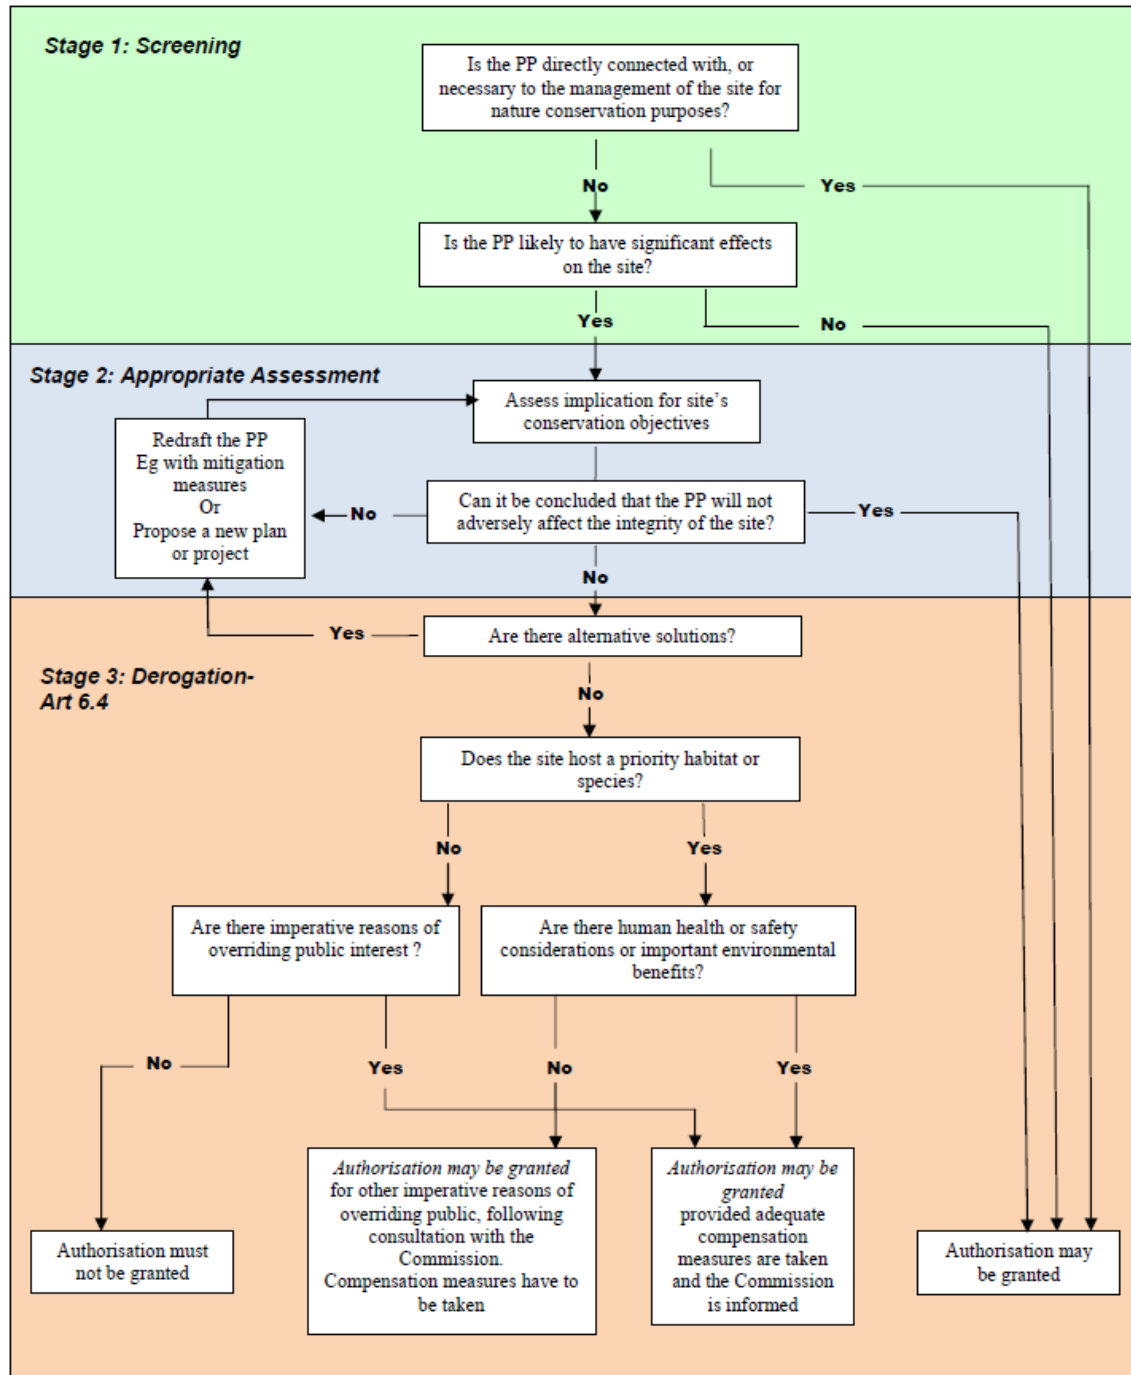 Stage 1: Screening
Is the PP directly connected with, or
necessary to the management of the site for
nature conservation purposes?
No
Yes
Is the PP likely to have significant effects
on the site?
Yes
No
Stage 2: Appropriate Assessment
Assess implication for site's
conservation objectives
Redraft the PP
Eg with mitigation
measures
Or
Propose a new plan
or project
No
Can it be concluded that the PP will not
adversely affect the integrity of the site?
Yes
No
Yes
Are there alternative solutions?
Stage 3: Derogation-
Art 6.4
No
Does the site host a priority habitat or
species?
No
Yes
Are there imperative reasons of
overriding public interest ?
Are there human health or safety
considerations or important environmental
benefits?
No
Yes
No
Yes
Authorisation must
not be granted
Authorisation may be granted
for other imperative reasons of
overriding public, following
consultation with the
Commission.
Compensation measures have to
be taken
Authorisation may be
granted
provided adequate
compensation
measures are taken
and the Commission
is informed
Authorisation may
be granted